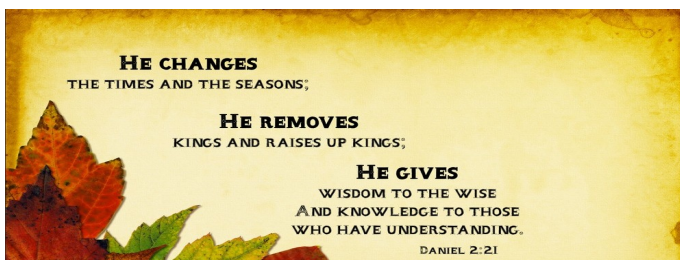 He changes
the times and the seasons;
He removes
kings and raises up kings;
He gives
wisdom to the wise
And knowledge to those
who have understanding.
Daniel 2:21